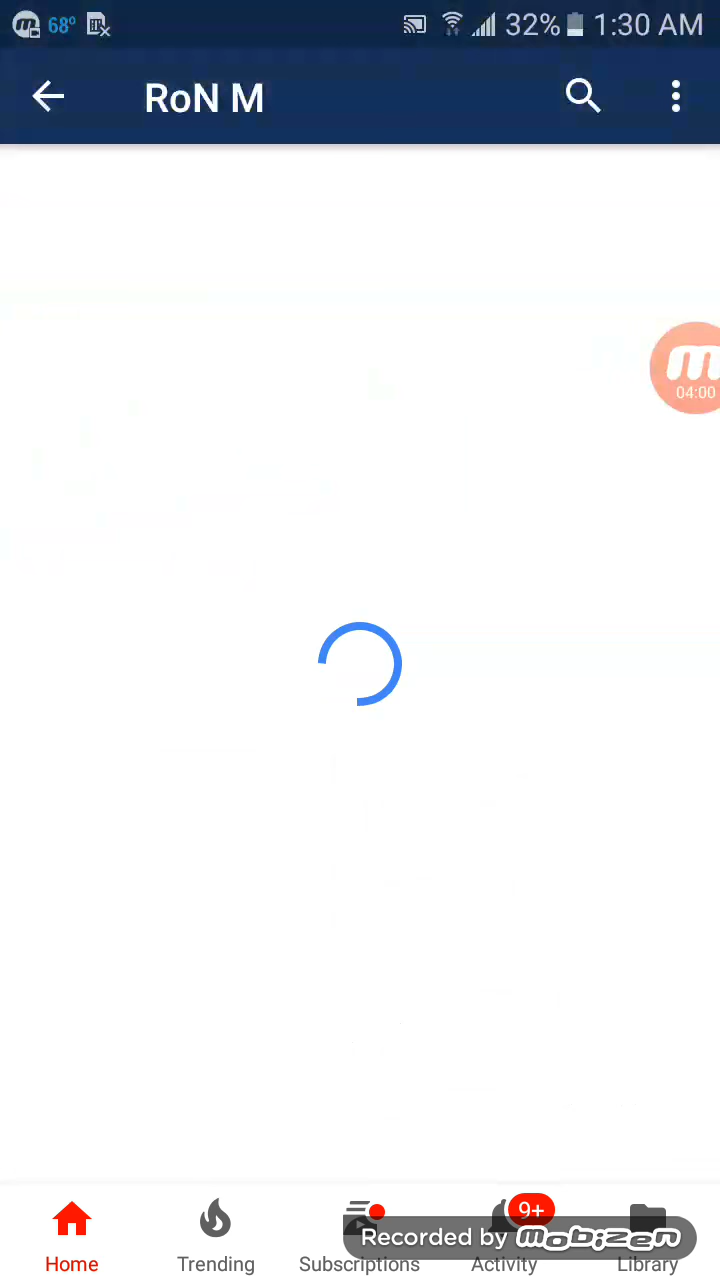 68° 32% 1:30 AM
RoN M
04:00
9+
Recorded by mobizen
Home Trending Subscriptions Activity Library